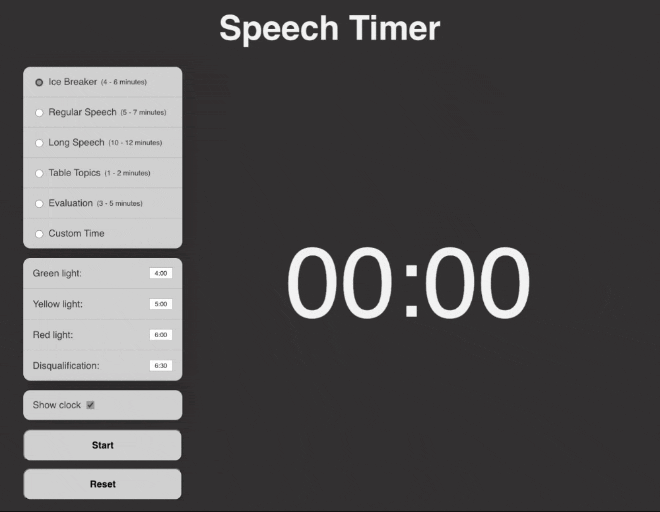 Speech Timer
Ice Breaker (4 - 6 minutes)
Regular Speech (5 - 7 minutes)
Long Speech (10 - 12 minutes)
Table Topics (1 - 2 minutes)
Evaluation (3 - 5 minutes)
Custom Time
Green light: 4:00
Yellow light: 5:00
Red light: 6:00
Disqualification: 6:30
Show clock
Start
Reset
00:00